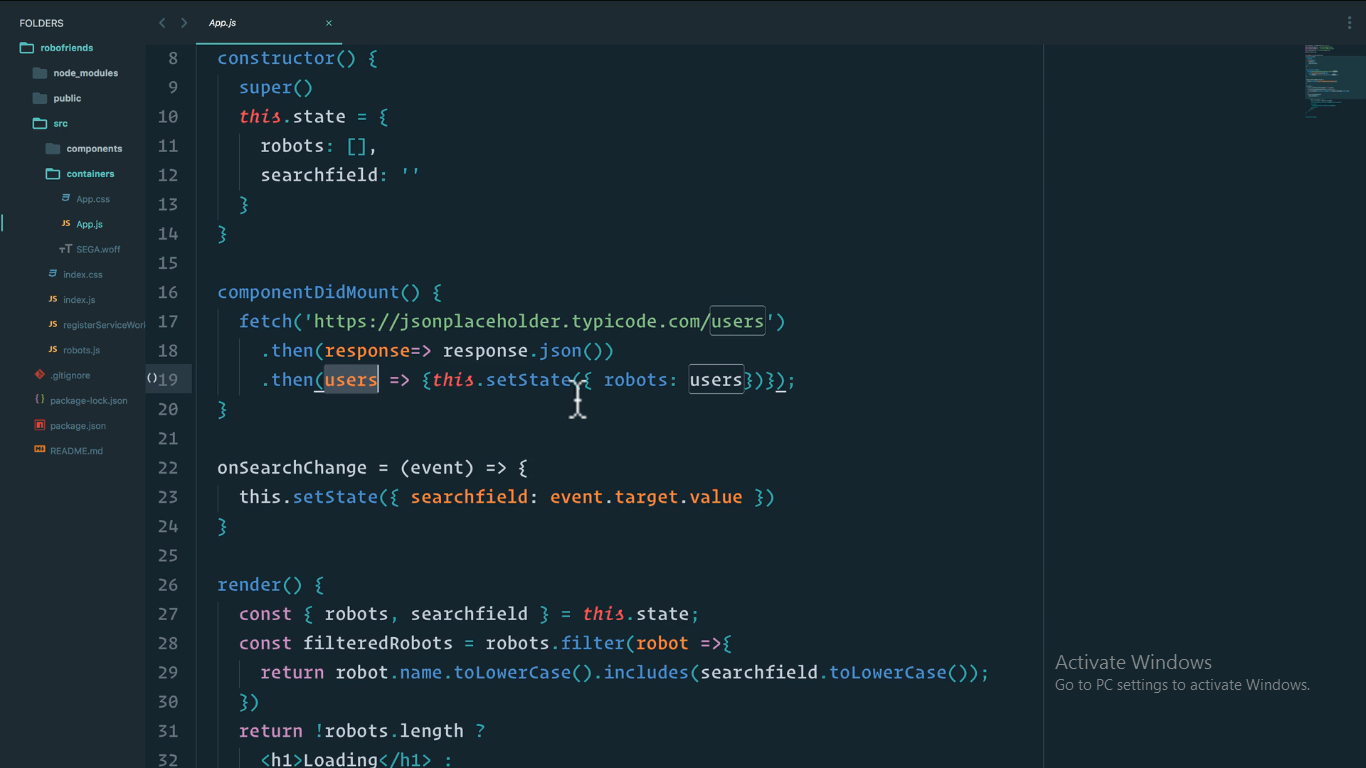 FOLDERS
robofriends
node_modules
public
src
components
containers
App.css
App.js
SEGA.woff
index.css
index.js
registerServiceWor
robots.js
.gitignore
package-lock.json
package.json
README.md
App.js ×
8 constructor() {
9 super()
10 this.state = {
11 robots: [],
12 searchfield: ''
13 }
14 }
15
16 componentDidMount() {
17 fetch('https://jsonplaceholder.typicode.com/users')
18 .then(response=> response.json())
19 .then(users => {this.setState({ robots: users})});
20 }
21
22 onSearchChange = (event) => {
23 this.setState({ searchfield: event.target.value })
24 }
25
26 render() {
27 const { robots, searchfield } = this.state;
28 const filteredRobots = robots.filter(robot =>{
29 return robot.name.toLowerCase().includes(searchfield.toLowerCase());
30 })
31 return !robots.length ?
32 <h1>Loading</h1> :
Activate Windows
Go to PC settings to activate Windows.